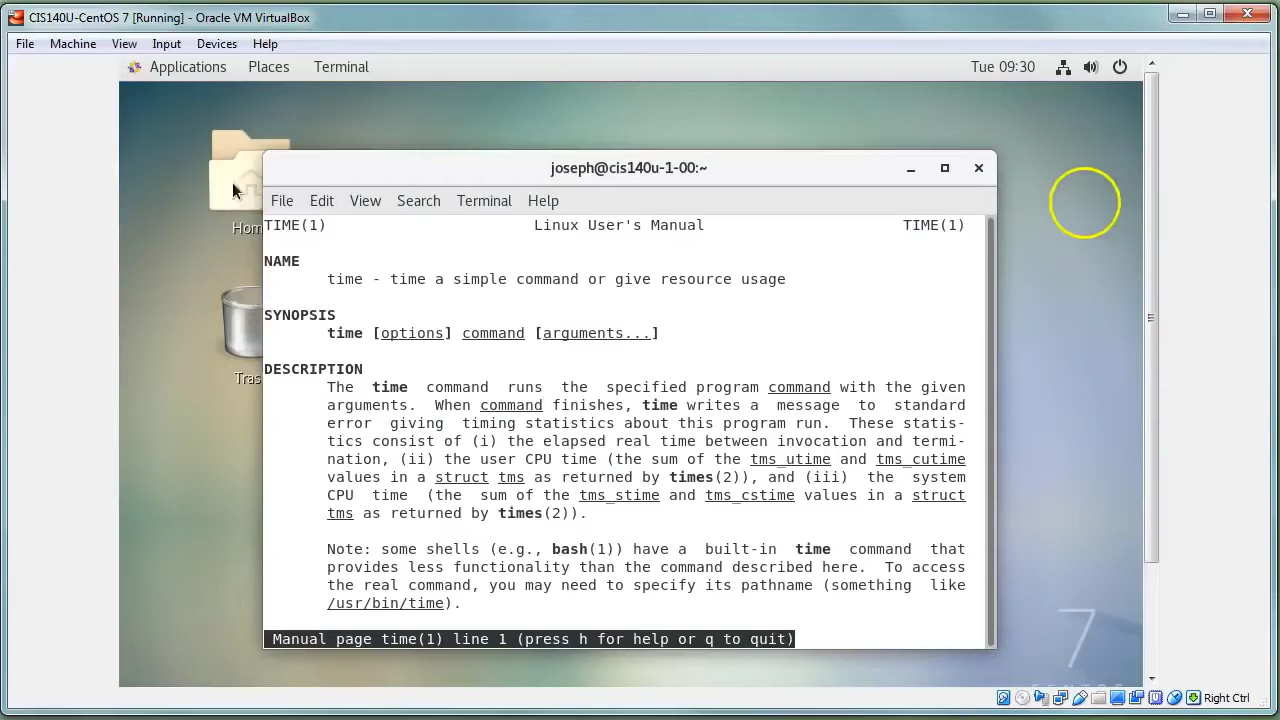 CIS140U-CentOS 7 [Running] - Oracle VM VirtualBox
File Machine View Input Devices Help
Applications Places Terminal Tue 09:30
joseph@cis140u-1-00:~
Home
File Edit View Search Terminal Help
TIME(1) Linux User's Manual TIME(1)
NAME
time - time a simple command or give resource usage
SYNOPSIS
time [options] command [arguments...]
DESCRIPTION
Tras
The time command runs the specified program command with the given
arguments. When command finishes, time writes a message to standard
error giving timing statistics about this program run. These statis-
tics consist of (i) the elapsed real time between invocation and termi-
nation, (ii) the user CPU time (the sum of the tms_utime and tms_cutime
values in a struct tms as returned by times(2)), and (iii) the system
CPU time (the sum of the tms_stime and tms_cstime values in a struct
tms as returned by times(2)).
Note: some shells (e.g., bash(1)) have a built-in time command that
provides less functionality than the command described here. To access
the real command, you may need to specify its pathname (something like
/usr/bin/time).
Manual page time(1) line 1 (press h for help or q to quit)
7
Right Ctrl